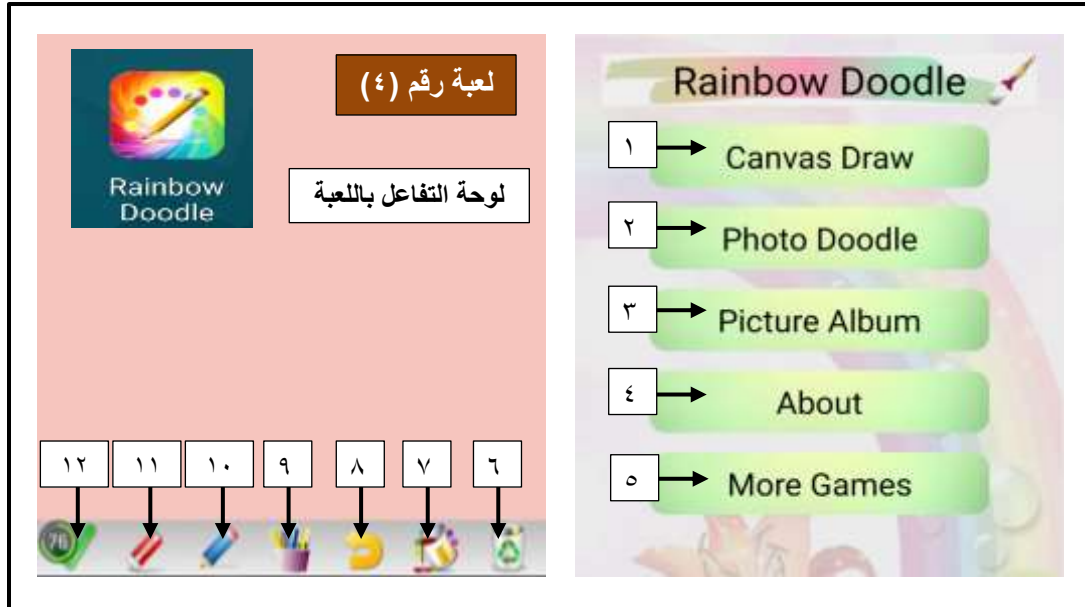 لعبة رقم (٤)
Rainbow
Doodle
لوحة التفاعل باللعبة
١٢ ١١ ١٠ ٩ ٨ ٧ ٦
76
Rainbow Doodle
١ Canvas Draw
٢ Photo Doodle
٣ Picture Album
٤ About
٥ More Games